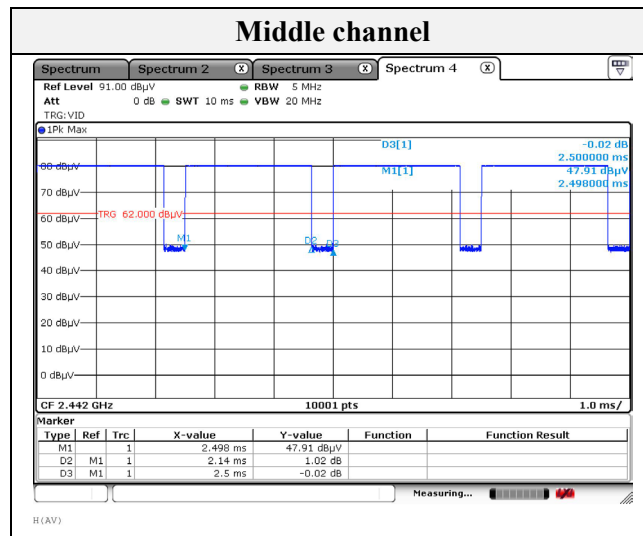 Middle channel
Spectrum Spectrum 2 X Spectrum 3 X Spectrum 4 X
Ref Level 91.00 dBµV RBW 5 MHz
Att 0 dB SWT 10 ms VBW 20 MHz
TRG:VID
1Pk Max
D3[1] -0.02 dB
2.500000 ms
80 dBµV M1[1] 47.91 dBµV
2.498000 ms
70 dBµV
TRG 62.000 dBµV
60 dBµV
M1 D2 D3
50 dBµV
40 dBµV
30 dBµV
20 dBµV
10 dBµV
0 dBµV
CF 2.442 GHz 10001 pts 1.0 ms/
Marker
Type Ref Trc X-value Y-value Function Function Result
M1 1 2.498 ms 47.91 dBµV
D2 M1 1 2.14 ms 1.02 dB
D3 M1 1 2.5 ms -0.02 dB
Measuring...
H(AV)